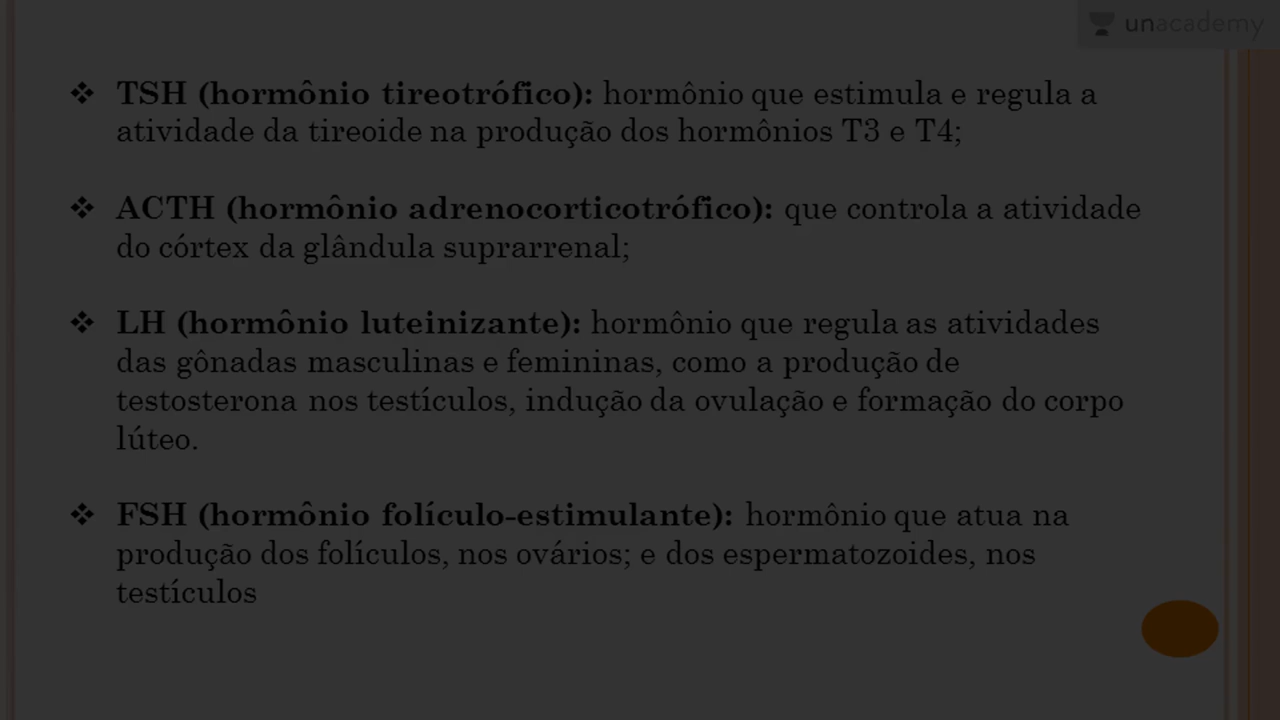 unacademy
❖ TSH (hormônio tireotrófico): hormônio que estimula e regula a
atividade da tireoide na produção dos hormônios T3 e T4;
❖ ACTH (hormônio adrenocorticotrófico): que controla a atividade
do córtex da glândula suprarrenal;
❖ LH (hormônio luteinizante): hormônio que regula as atividades
das gônadas masculinas e femininas, como a produção de
testosterona nos testículos, indução da ovulação e formação do corpo
lúteo.
❖ FSH (hormônio folículo-estimulante): hormônio que atua na
produção dos folículos, nos ovários; e dos espermatozoides, nos
testículos